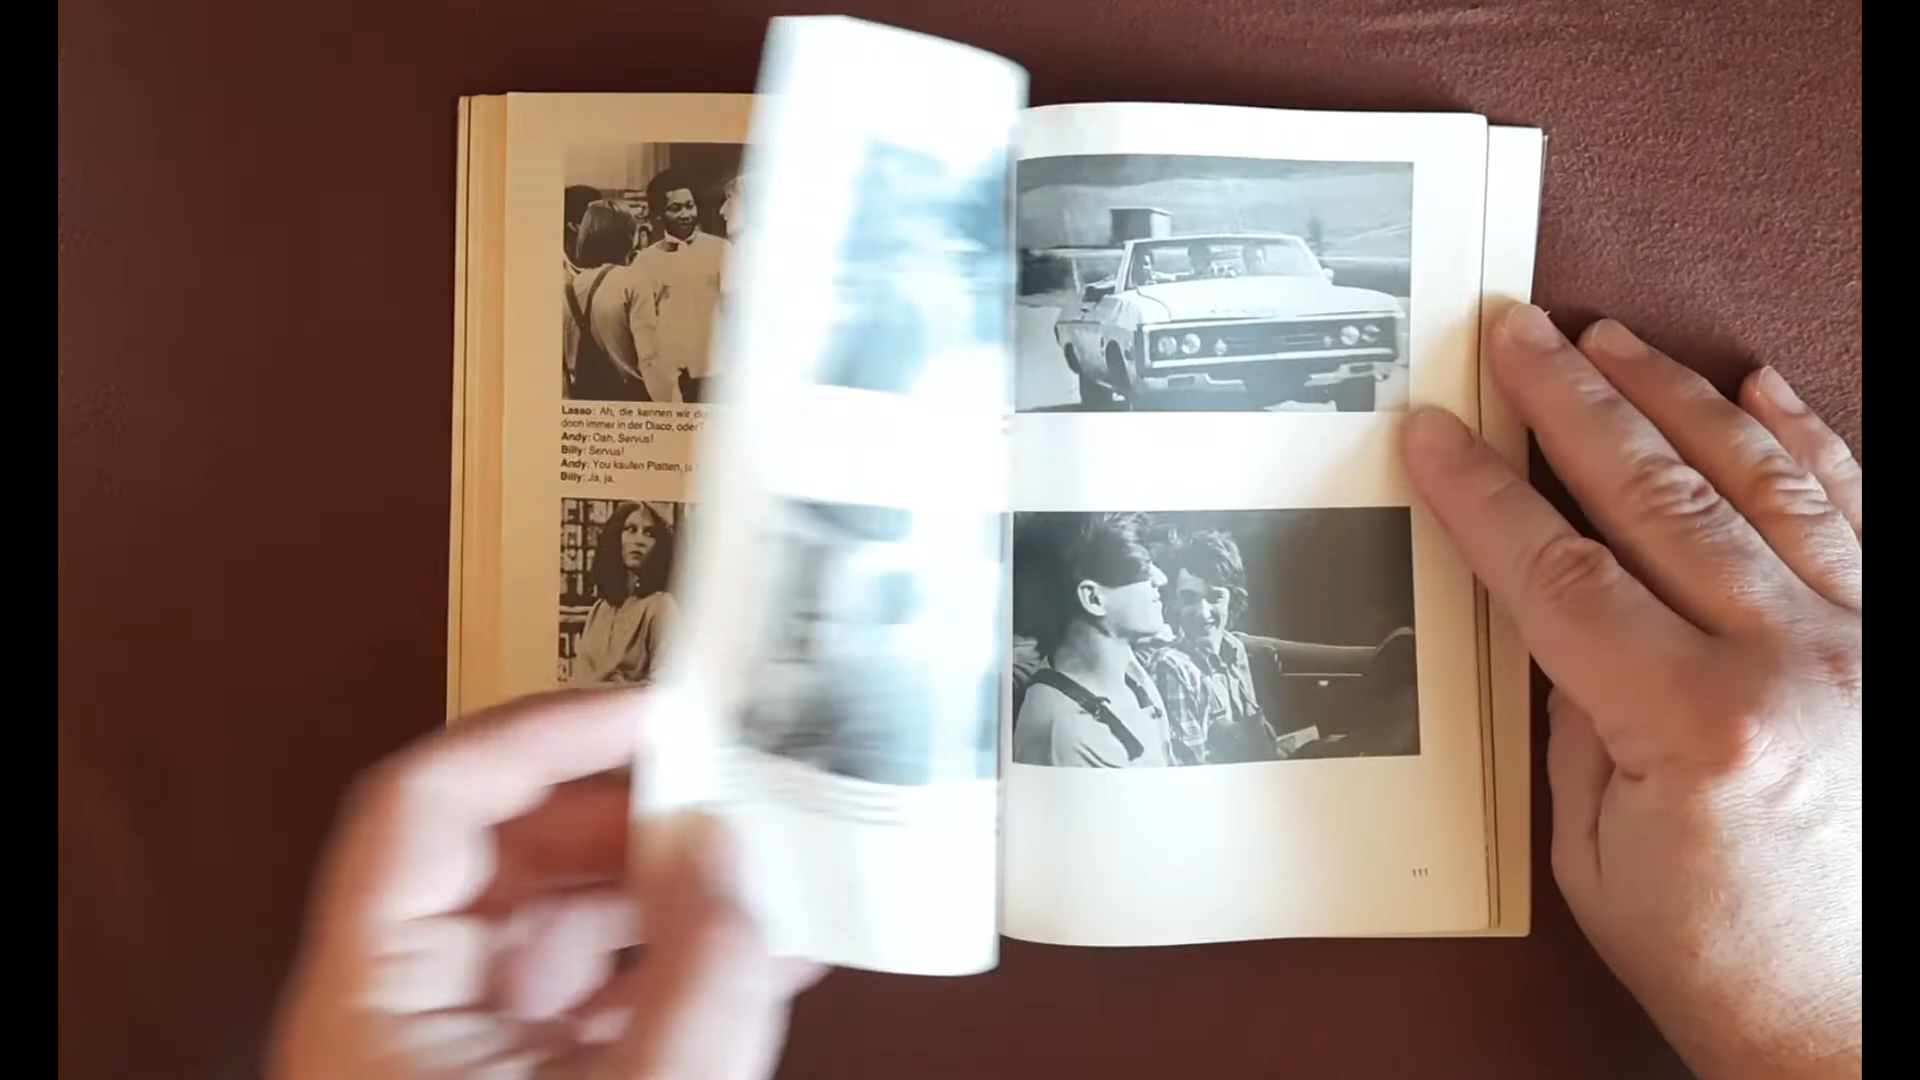 Lasso: Ah, die kennen wir
doch immer in der Disco, oder?
Andy: Oah, Servus!
Billy: Servus!
Andy: You kaufen Platten, ja
Billy: Ja, ja.
111